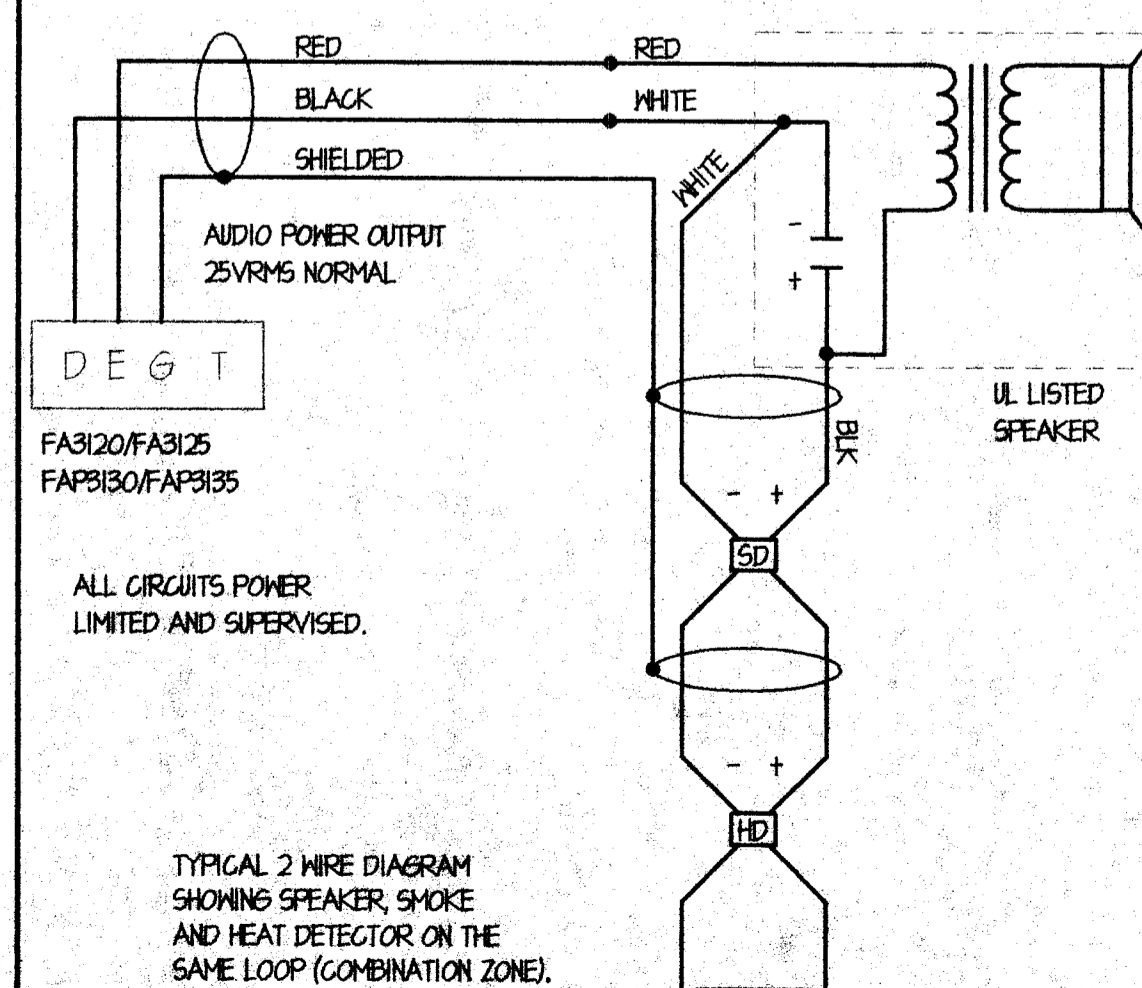 RED
RED
BLACK
WHITE
SHIELDED
WHITE
AUDIO POWER OUTPUT
25VRMS NORMAL
-
+
D E G T
UL LISTED
SPEAKER
FA3120/FA3125
FAP3130/FAP3135
BLK
- +
SD
ALL CIRCUITS POWER
LIMITED AND SUPERVISED.
- +
HD
TYPICAL 2 WIRE DIAGRAM
SHOWING SPEAKER, SMOKE
AND HEAT DETECTOR ON THE
SAME LOOP (COMBINATION ZONE).